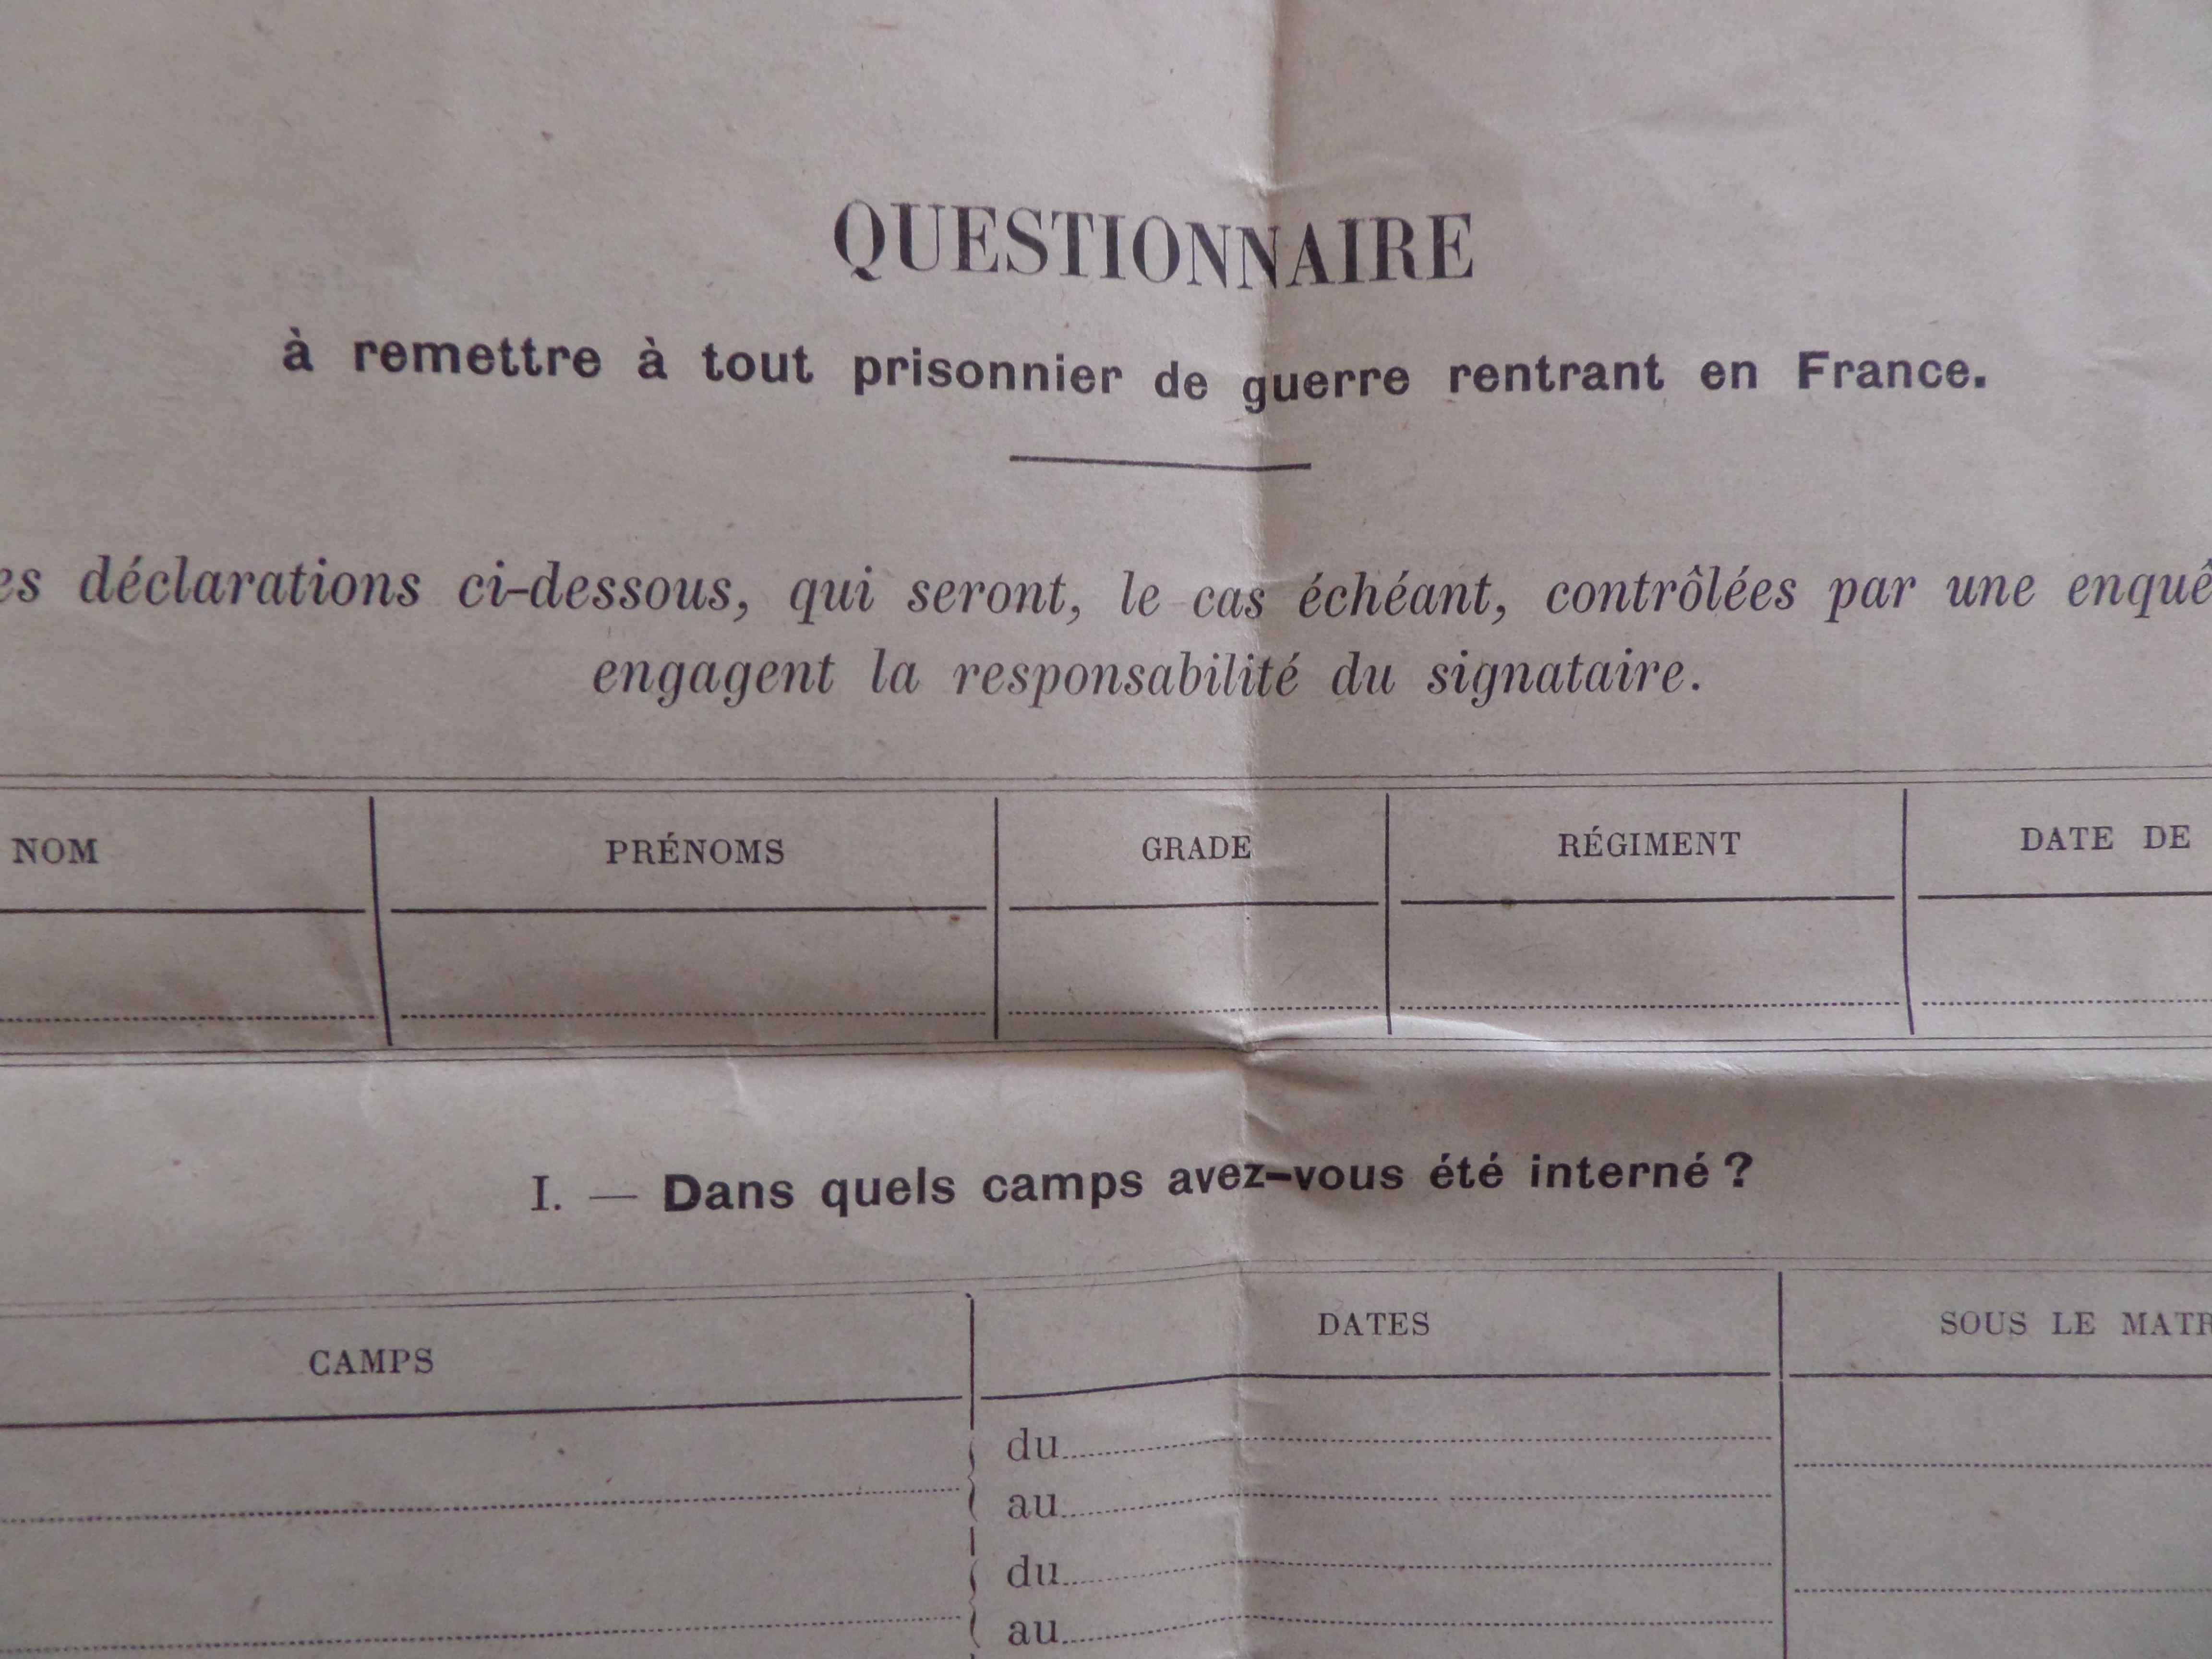 QUESTIONNAIRE
à remettre à tout prisonnier de guerre rentrant en France.
es déclarations ci-dessous, qui seront, le cas échéant, contrôlées par une enquê
engagent la responsabilité du signataire.
NOM PRÉNOMS GRADE RÉGIMENT DATE DE
I. — Dans quels camps avez-vous été interné ?
CAMPS DATES SOUS LE MATR
du
au
du
au